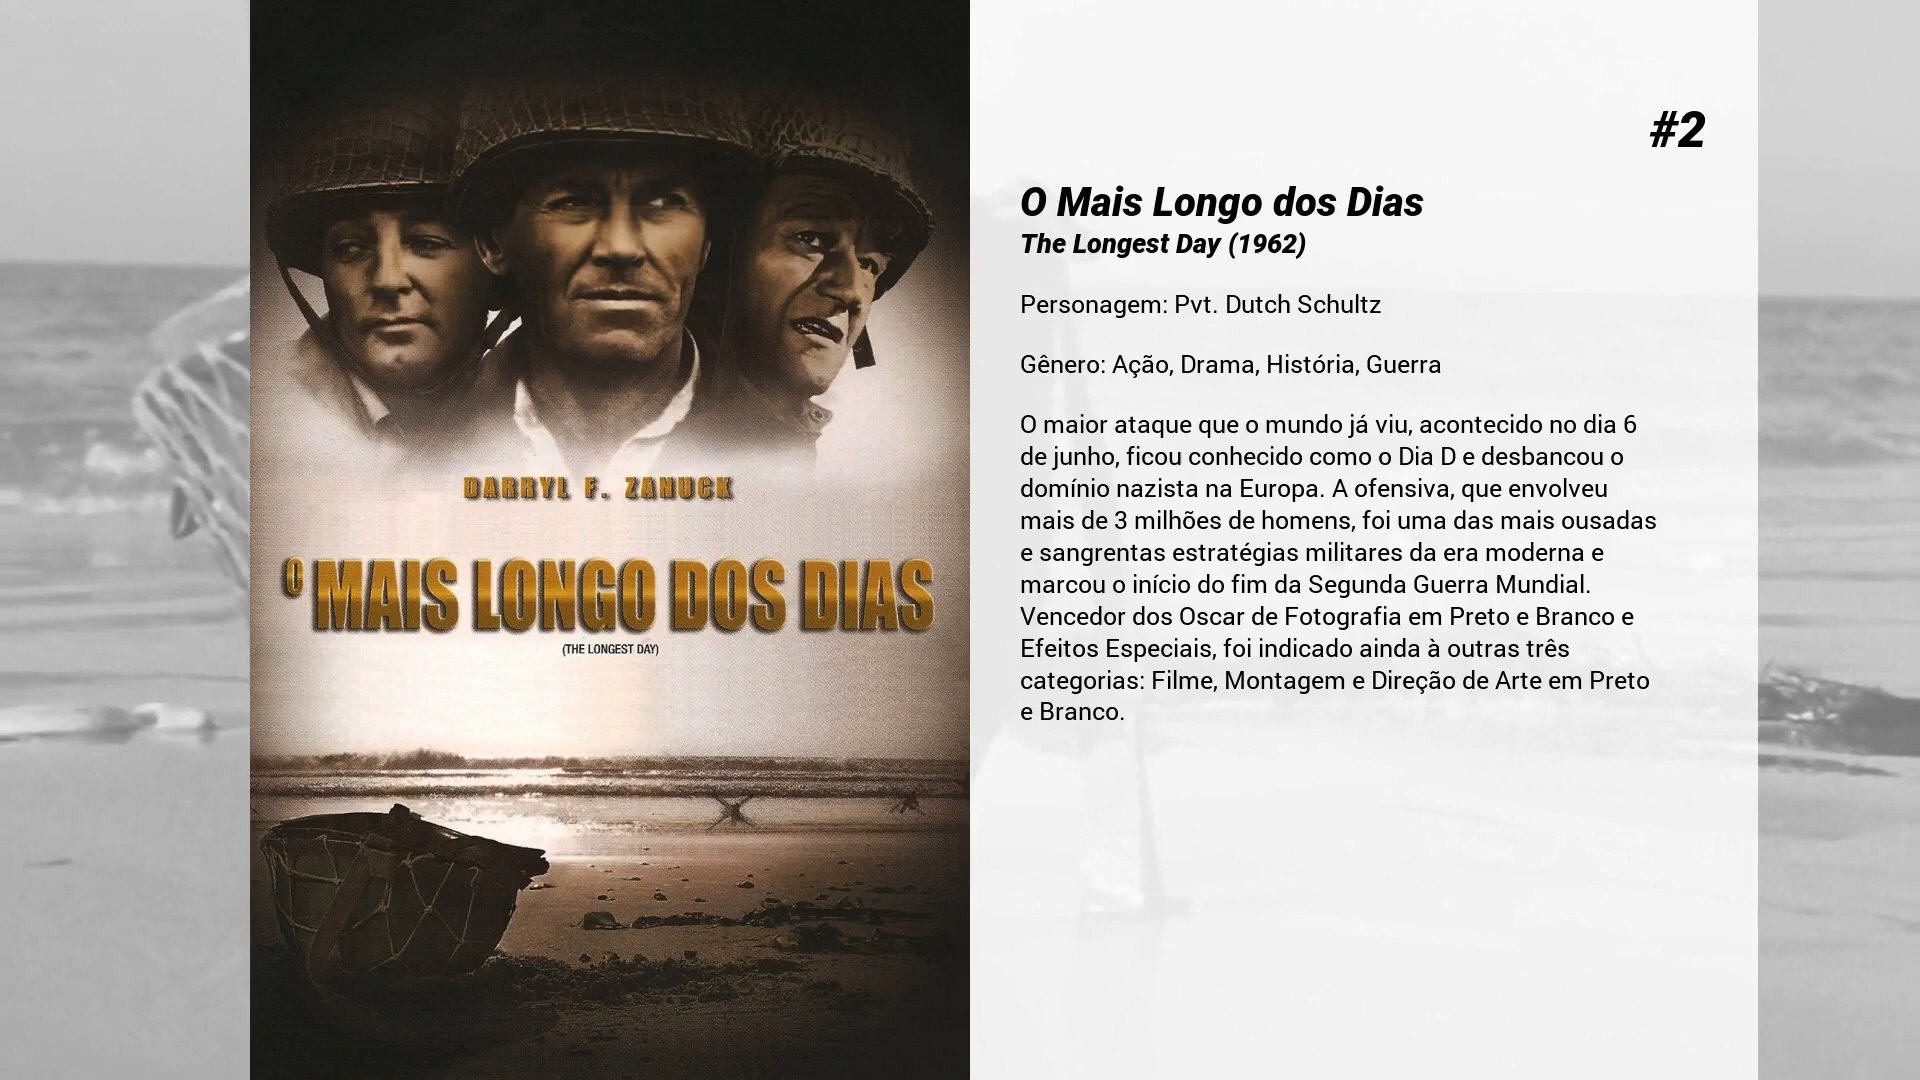 DARRYL F. ZANUCK
O MAIS LONGO DOS DIAS
(THE LONGEST DAY)
#2
O Mais Longo dos Dias
The Longest Day (1962)
Personagem: Pvt. Dutch Schultz
Gênero: Ação, Drama, História, Guerra
O maior ataque que o mundo já viu, acontecido no dia 6
de junho, ficou conhecido como o Dia D e desbancou o
domínio nazista na Europa. A ofensiva, que envolveu
mais de 3 milhões de homens, foi uma das mais ousadas
e sangrentas estratégias militares da era moderna e
marcou o início do fim da Segunda Guerra Mundial.
Vencedor dos Oscar de Fotografia em Preto e Branco e
Efeitos Especiais, foi indicado ainda à outras três
categorias: Filme, Montagem e Direção de Arte em Preto
e Branco.